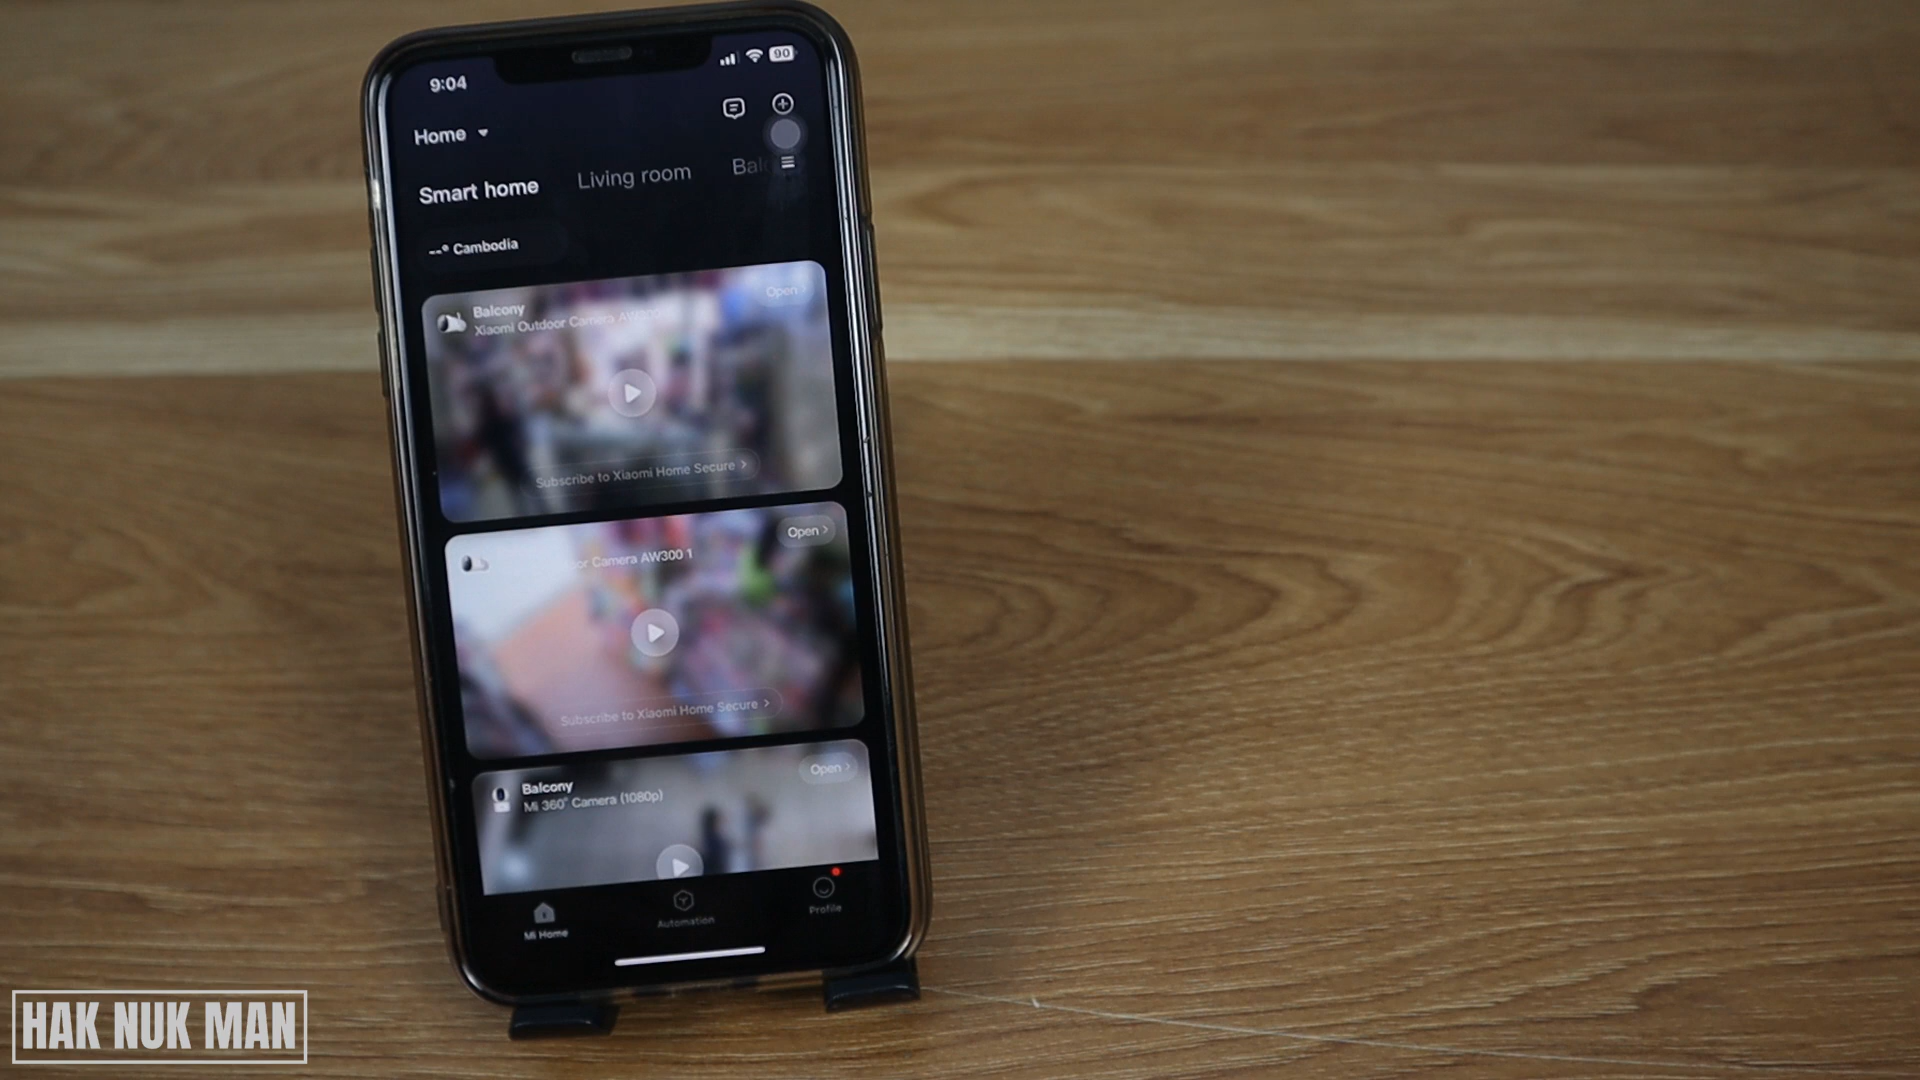 9:04
90
Home
Smart home
Living room
--° Cambodia
Balcony
Open
Xiaomi Outdoor Camera AW300
Subscribe to Xiaomi Home Secure
Open
or Camera AW300 1
Subscribe to Xiaomi Home Secure
Balcony
Open
Mi 360° Camera (1080p)
Mi Home
Automation
Profile
HAK NUK MAN